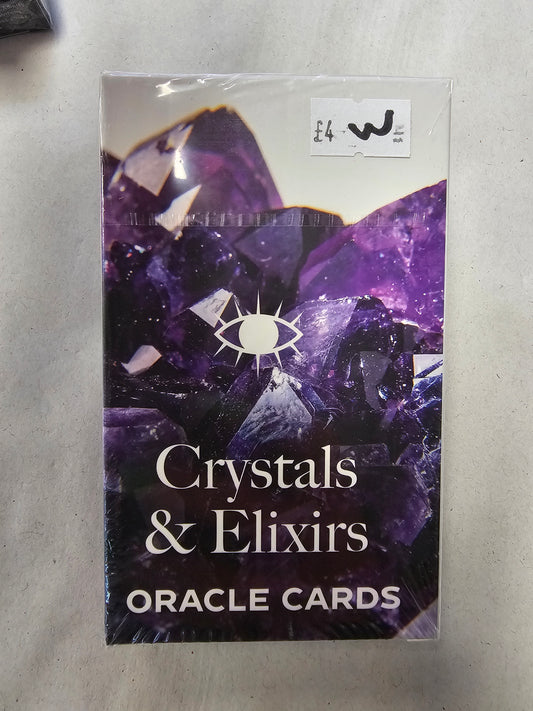 £4 W
Crystals
& Elixirs
ORACLE CARDS